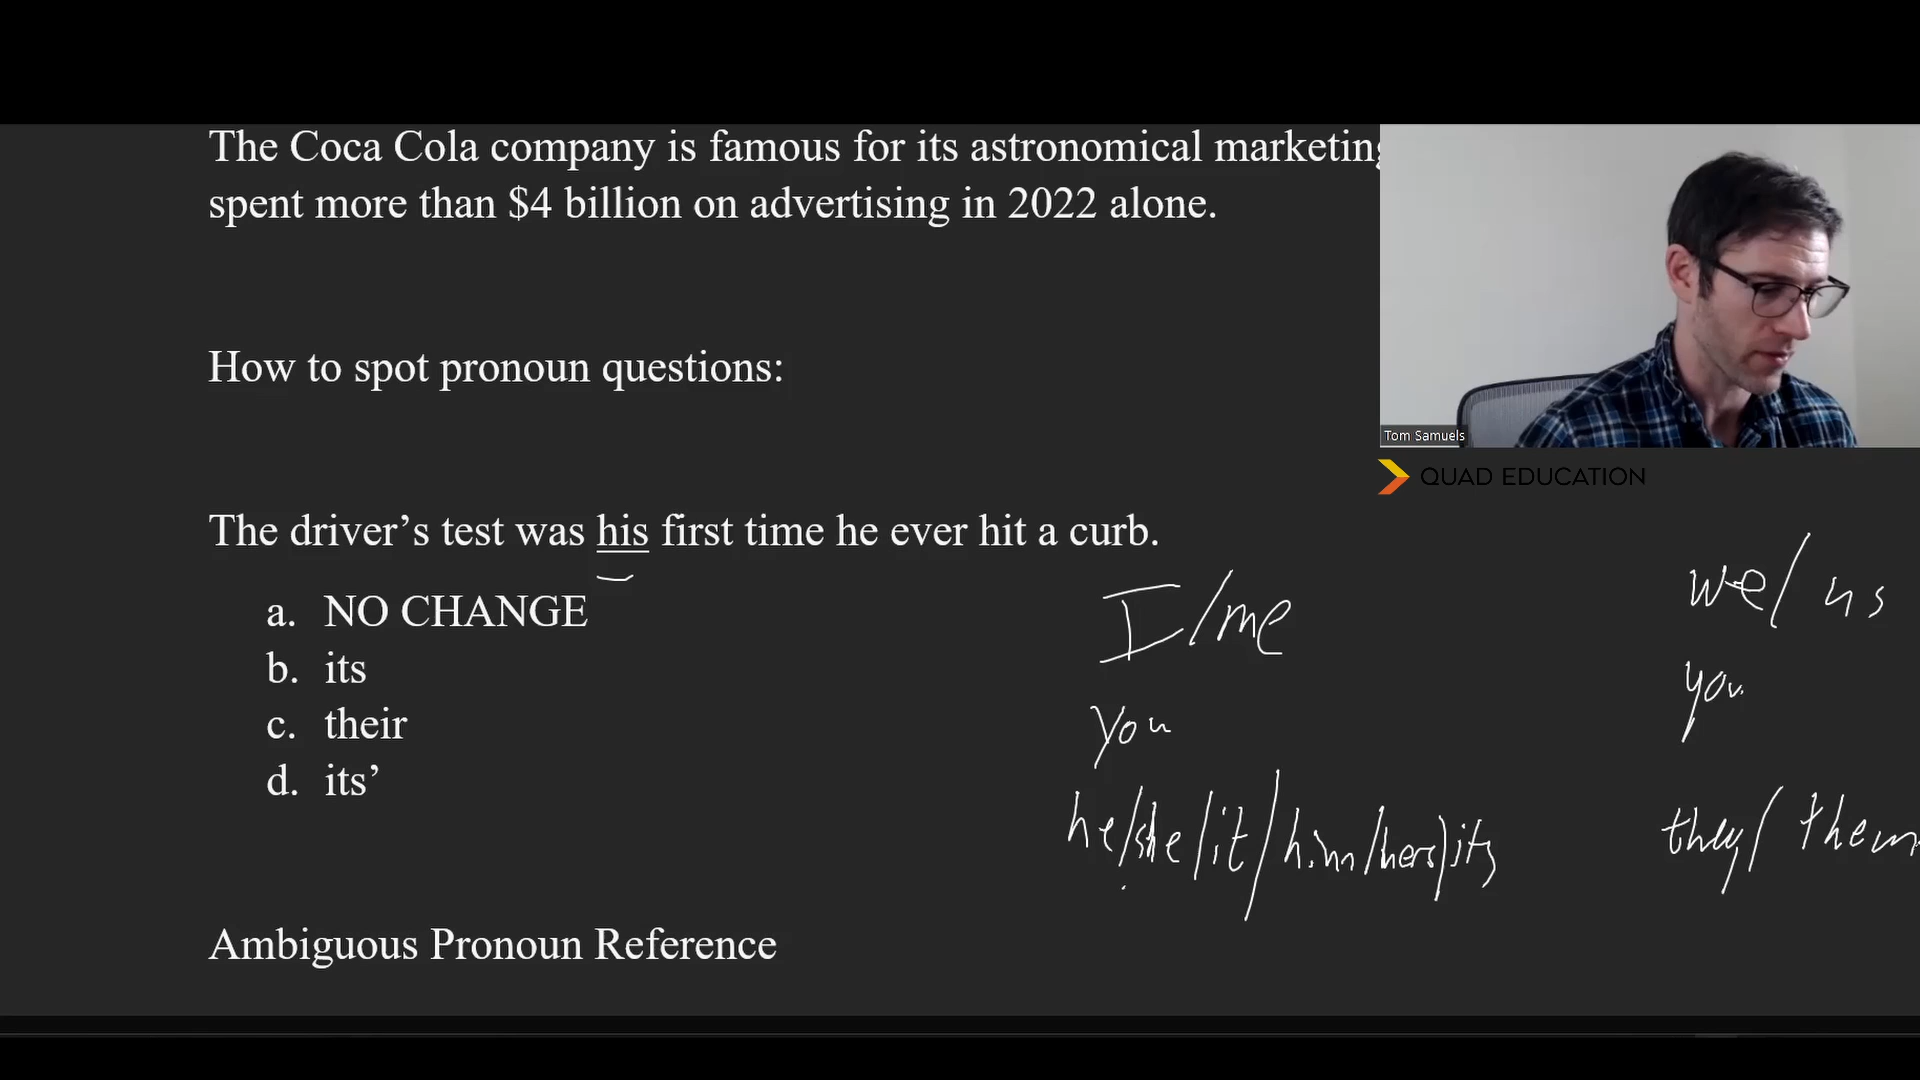 The Coca Cola company is famous for its astronomical marketing
spent more than $4 billion on advertising in 2022 alone.
How to spot pronoun questions:
Tom Samuels
QUAD EDUCATION
The driver’s test was his first time he ever hit a curb.
a. NO CHANGE
b. its
c. their
d. its’
I/me
we/us
you
you
he/she/it/him/hers/its
they/them
Ambiguous Pronoun Reference